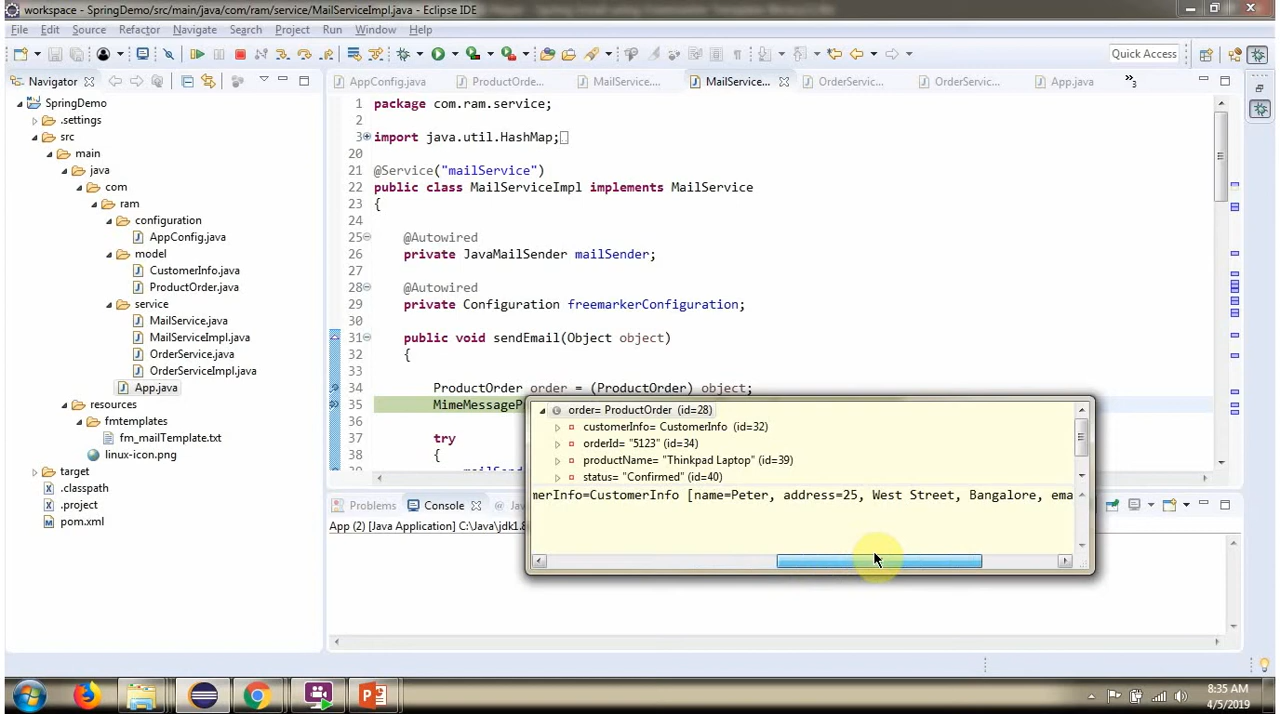 workspace - SpringDemo/src/main/java/com/ram/service/MailServiceImpl.java - Eclipse IDE
File Edit Source Refactor Navigate Search Project Run Window Help
Quick Access
Navigator
AppConfig.java ProductOrde... MailService.... MailService... OrderServic... OrderServic... App.java »3
SpringDemo
.settings
src
main
java
com
ram
configuration
AppConfig.java
model
CustomerInfo.java
ProductOrder.java
service
MailService.java
MailServiceImpl.java
OrderService.java
OrderServiceImpl.java
App.java
resources
fmtemplates
fm_mailTemplate.txt
linux-icon.png
target
.classpath
.project
pom.xml
1 package com.ram.service;
2
3 import java.util.HashMap;
20
21 @Service("mailService")
22 public class MailServiceImpl implements MailService
23 {
24
25 @Autowired
26 private JavaMailSender mailSender;
27
28 @Autowired
29 private Configuration freemarkerConfiguration;
30
31 public void sendEmail(Object object)
32 {
33
34 ProductOrder order = (ProductOrder) object;
35 MimeMessageP
36
37 try
38 {
order= ProductOrder (id=28)
customerInfo= CustomerInfo (id=32)
orderId= "5123" (id=34)
productName= "Thinkpad Laptop" (id=39)
status= "Confirmed" (id=40)
merInfo=CustomerInfo [name=Peter, address=25, West Street, Bangalore, ema
Problems Console
App (2) [Java Application] C:\Java\jdk1.8
8:35 AM
4/5/2019